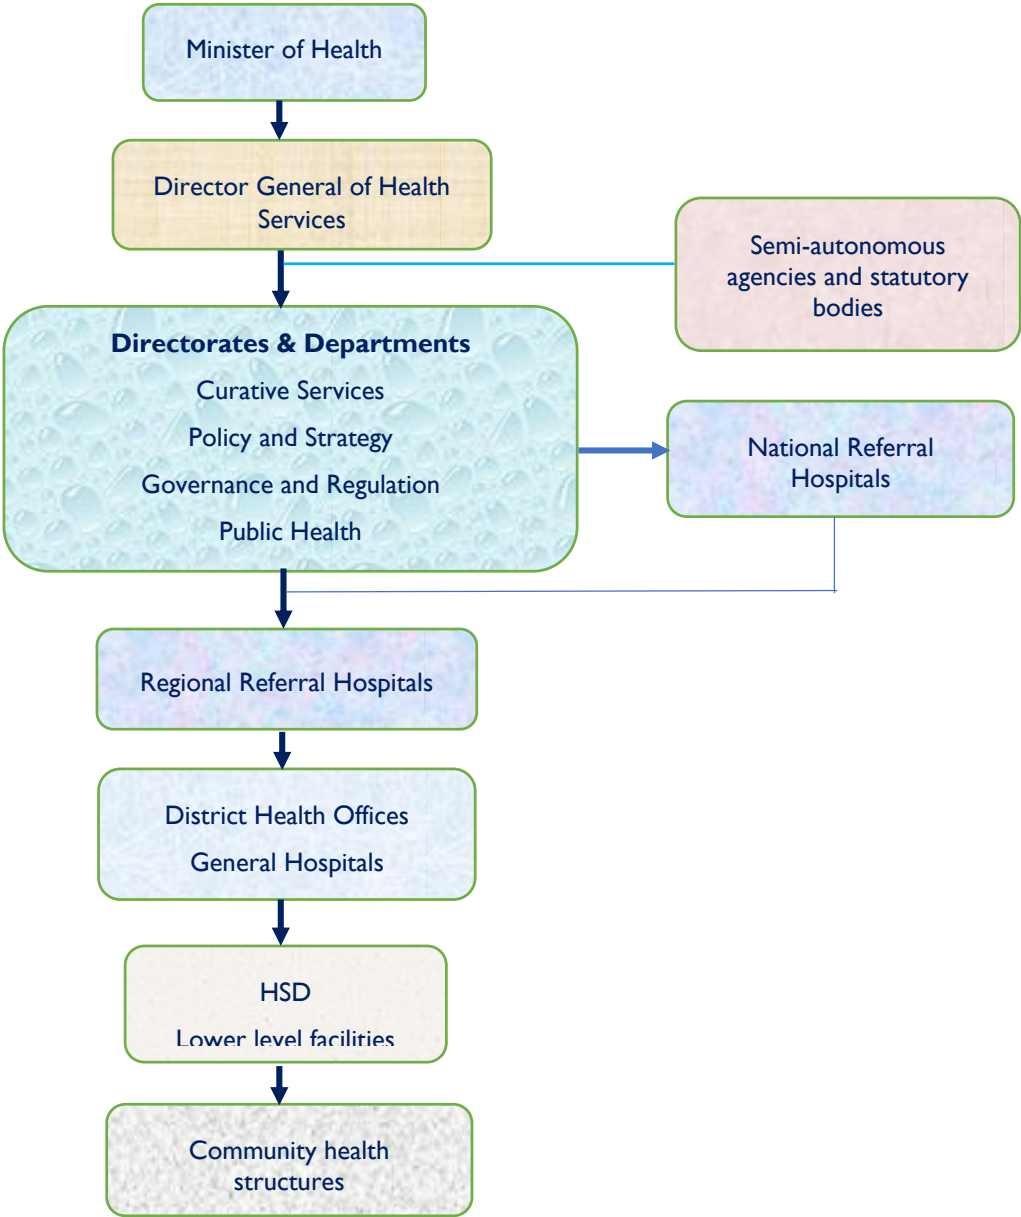 Minister of Health
Director General of Health
Services
Semi-autonomous
agencies and statutory
bodies
Directorates & Departments
Curative Services
Policy and Strategy
Governance and Regulation
Public Health
National Referral
Hospitals
Regional Referral Hospitals
District Health Offices
General Hospitals
HSD
Lower level facilities
Community health
structures